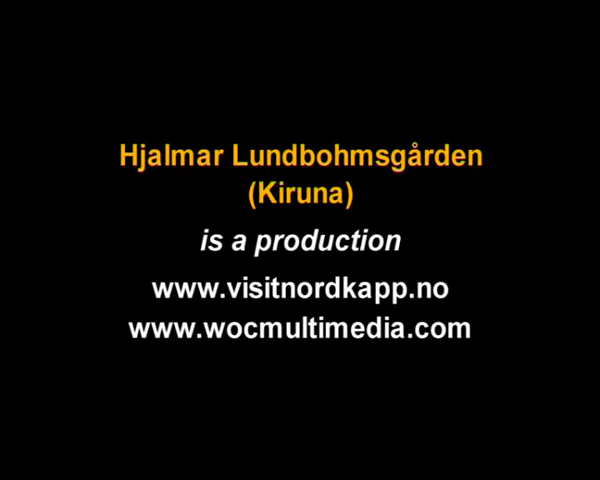 Hjalmar Lundbohmsgården
(Kiruna)
is a production
www.visitnordkapp.no
www.wocmultimedia.com